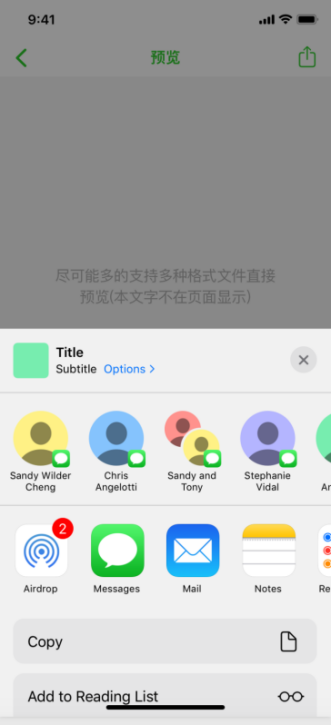 9:41
预览
尽可能多的支持多种格式文件直接
预览(本文字不在页面显示)
Title
Subtitle Options
Sandy Wilder
Cheng
Chris
Angelotti
Sandy and
Tony
Stephanie
Vidal
An
2
Airdrop
Messages
Mail
Notes
Re
Copy
Add to Reading List